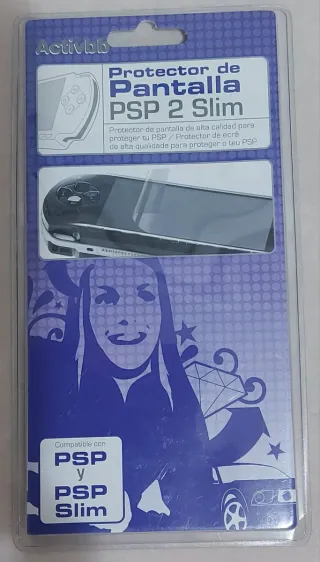 Activbb
Protector de
Pantalla
PSP 2 Slim
Protector de pantalla de alta calidad para
proteger tu PSP / Protector de ecrã
de alta qualidade para proteger o teu PSP
Compatible con
PSP
y
PSP
Slim